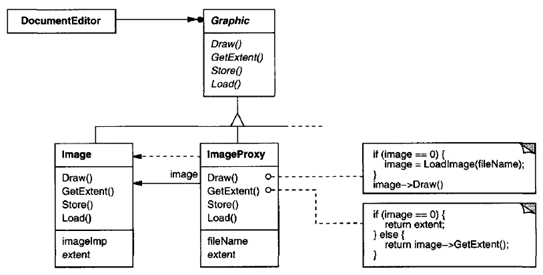 DocumentEditor
Graphic
Draw()
GetExtent()
Store()
Load()
Image
Draw()
GetExtent()
Store()
Load()
imageImp
extent
image
ImageProxy
Draw()
GetExtent()
Store()
Load()
fileName
extent
if (image == 0) {
image = LoadImage(fileName);
}
image->Draw()
if (image == 0) {
return extent;
} else {
return image->GetExtent();
}